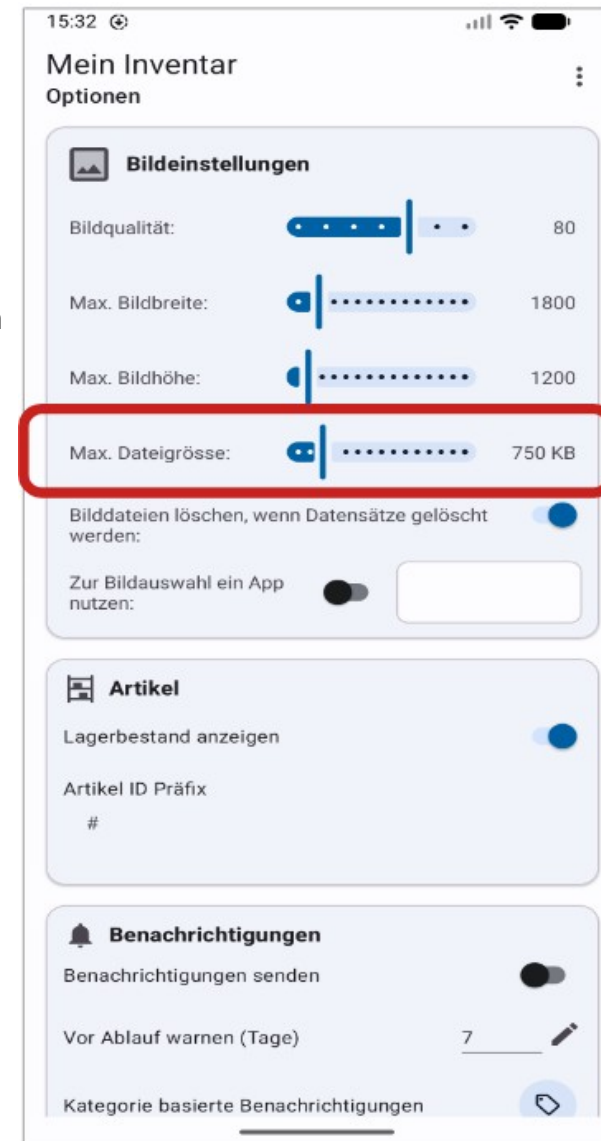 15:32
Mein Inventar
Optionen
Bildeinstellungen
Bildqualität: 80
Max. Bildbreite: 1800
Max. Bildhöhe: 1200
Max. Dateigrösse: 750 KB
Bilddateien löschen, wenn Datensätze gelöscht
werden:
Zur Bildauswahl ein App
nutzen:
Artikel
Lagerbestand anzeigen
Artikel ID Präfix
#
Benachrichtigungen
Benachrichtigungen senden
Vor Ablauf warnen (Tage) 7
Kategorie basierte Benachrichtigungen